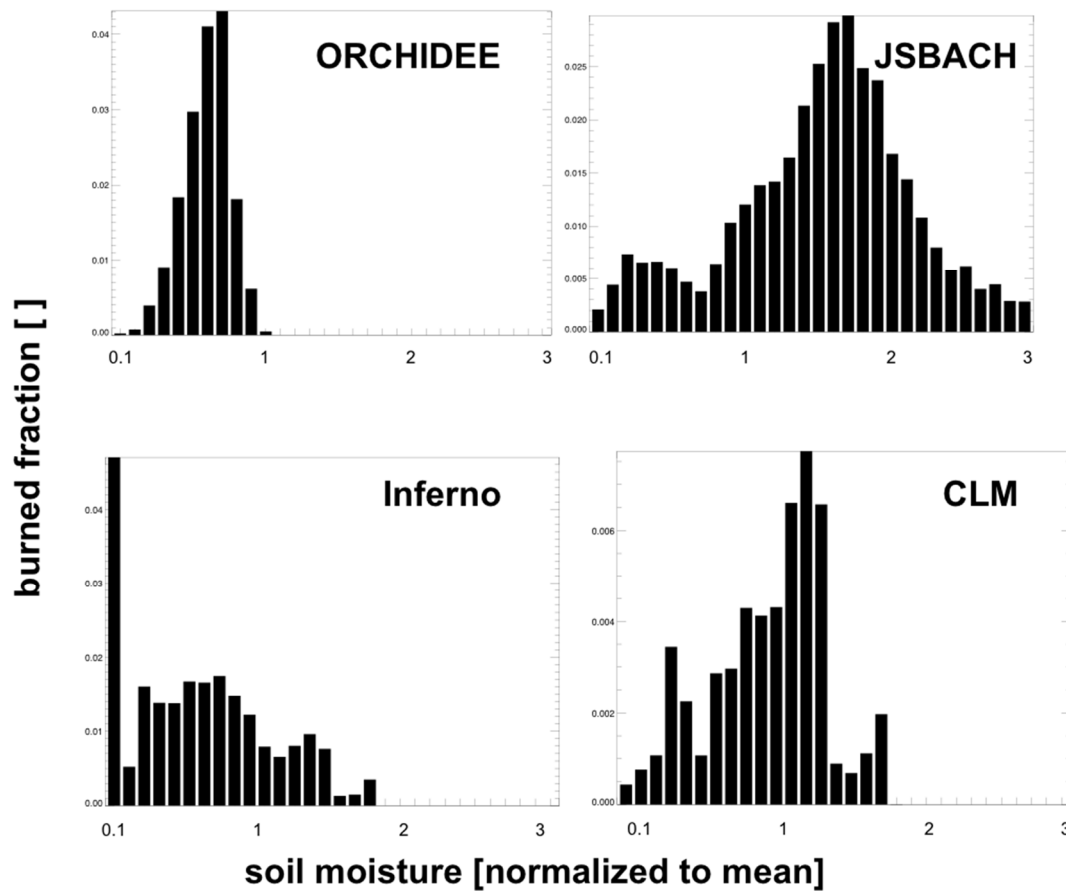 ORCHIDEE
0.04
0.03
0.02
0.01
0.00
0.1 1 2 3
JSBACH
0.025
0.020
0.015
0.010
0.005
0.000
0.1 1 2 3
burned fraction [ ]
Inferno
0.04
0.03
0.02
0.01
0.00
0.1 1 2 3
CLM
0.006
0.004
0.002
0.000
0.1 1 2 3
soil moisture [normalized to mean]